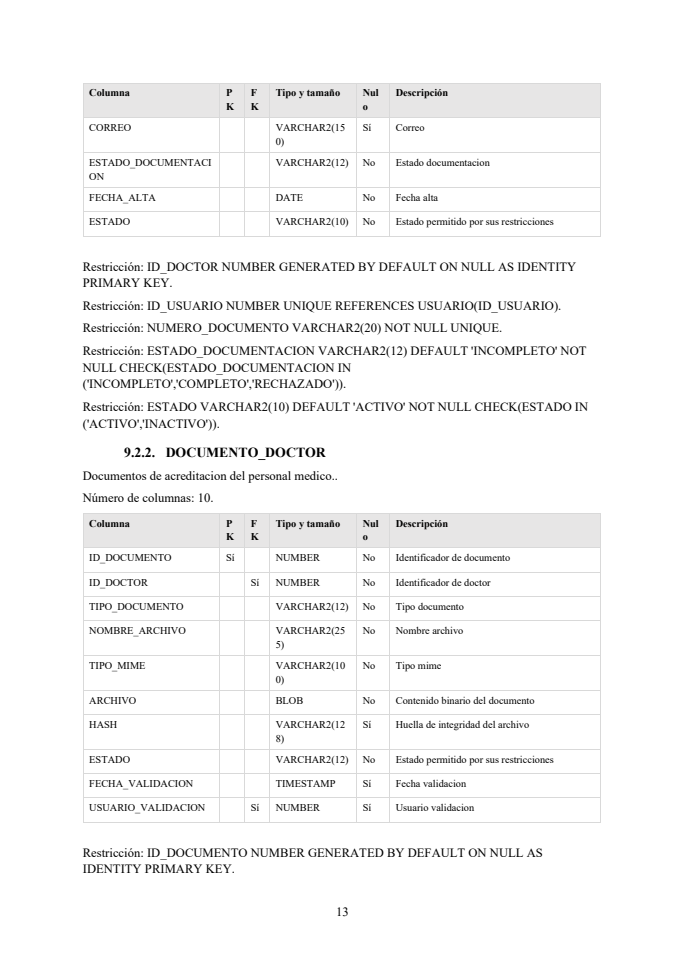 Columna P FK Tipo y tamaño Nul Descripción
K K o
CORREO VARCHAR2(15 Sí Correo
0)
ESTADO_DOCUMENTACI VARCHAR2(12) No Estado documentacion
ON
FECHA_ALTA DATE No Fecha alta
ESTADO VARCHAR2(10) No Estado permitido por sus restricciones
Restricción: ID_DOCTOR NUMBER GENERATED BY DEFAULT ON NULL AS IDENTITY
PRIMARY KEY.
Restricción: ID_USUARIO NUMBER UNIQUE REFERENCES USUARIO(ID_USUARIO).
Restricción: NUMERO_DOCUMENTO VARCHAR2(20) NOT NULL UNIQUE.
Restricción: ESTADO_DOCUMENTACION VARCHAR2(12) DEFAULT 'INCOMPLETO' NOT
NULL CHECK(ESTADO_DOCUMENTACION IN
('INCOMPLETO','COMPLETO','RECHAZADO')).
Restricción: ESTADO VARCHAR2(10) DEFAULT 'ACTIVO' NOT NULL CHECK(ESTADO IN
('ACTIVO','INACTIVO')).
9.2.2. DOCUMENTO_DOCTOR
Documentos de acreditacion del personal medico..
Número de columnas: 10.
Columna P F Tipo y tamaño Nul Descripción
K K o
ID_DOCUMENTO Sí NUMBER No Identificador de documento
ID_DOCTOR Sí NUMBER No Identificador de doctor
TIPO_DOCUMENTO VARCHAR2(12) No Tipo documento
NOMBRE_ARCHIVO VARCHAR2(25 No Nombre archivo
5)
TIPO_MIME VARCHAR2(10 No Tipo mime
0)
ARCHIVO BLOB No Contenido binario del documento
HASH VARCHAR2(12 Sí Huella de integridad del archivo
8)
ESTADO VARCHAR2(12) No Estado permitido por sus restricciones
FECHA_VALIDACION TIMESTAMP Sí Fecha validacion
USUARIO_VALIDACION Sí NUMBER Sí Usuario validacion
Restricción: ID_DOCUMENTO NUMBER GENERATED BY DEFAULT ON NULL AS
IDENTITY PRIMARY KEY.
13